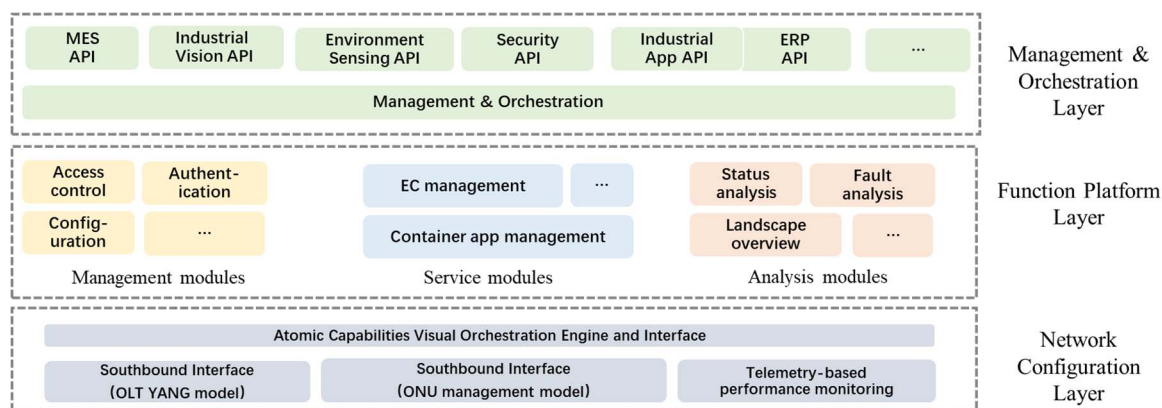 MES
API
Industrial
Vision API
Environment
Sensing API
Security
API
Industrial
App API
ERP
API
...
Management & Orchestration
Management &
Orchestration
Layer
Access
control
Authent-
ication
Config-
uration
...
Management modules
EC management
...
Container app management
Service modules
Status
analysis
Fault
analysis
Landscape
overview
...
Analysis modules
Function Platform
Layer
Atomic Capabilities Visual Orchestration Engine and Interface
Southbound Interface
(OLT YANG model)
Southbound Interface
(ONU management model)
Telemetry-based
performance monitoring
Network
Configuration
Layer